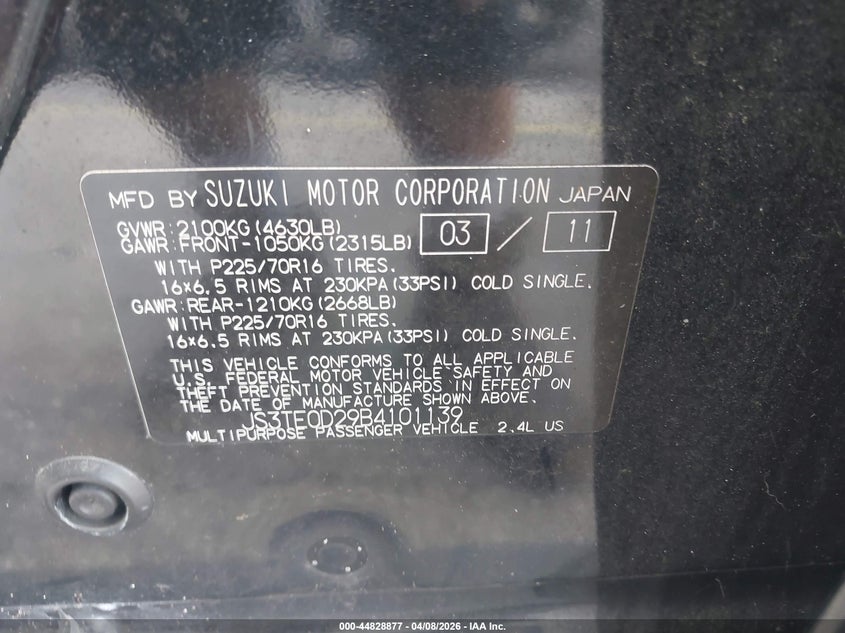 MFD BY SUZUKI MOTOR CORPORATION JAPAN
GVWR:2100KG(4630LB)
GAWR:FRONT-1050KG(2315LB) 03 / 11
WITH P225/70R16 TIRES.
16×6.5 RIMS AT 230KPA(33PSI) COLD SINGLE.
GAWR:REAR-1210KG(2668LB)
WITH P225/70R16 TIRES.
16×6.5 RIMS AT 230KPA(33PSI) COLD SINGLE.
THIS VEHICLE CONFORMS TO ALL APPLICABLE
U.S. FEDERAL MOTOR VEHICLE SAFETY AND
THEFT PREVENTION STANDARDS IN EFFECT ON
THE DATE OF MANUFACTURE SHOWN ABOVE.
JS3TE0D29B4101139
MULTIPURPOSE PASSENGER VEHICLE 2.4L US
000-44828877 - 04/08/2026 - IAA Inc.